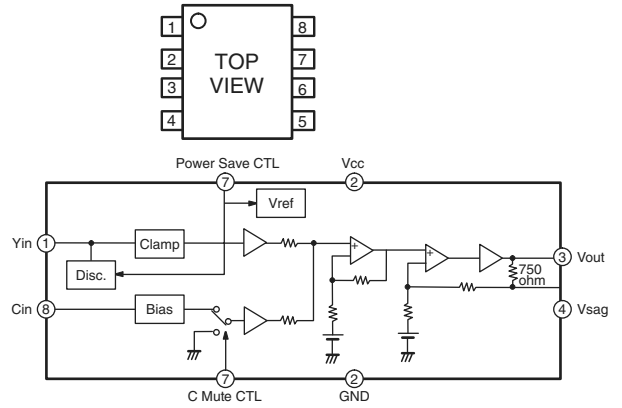 1
8
2
TOP
VIEW
7
3
6
4
5
Power Save CTL
Vcc
7
2
Vref
Yin
1
Clamp
+
+
3
Vout
Disc.
750
ohm
Cin
8
Bias
4
Vsag
7
2
C Mute CTL
GND